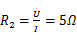 R₂ = U/I = 5Ω